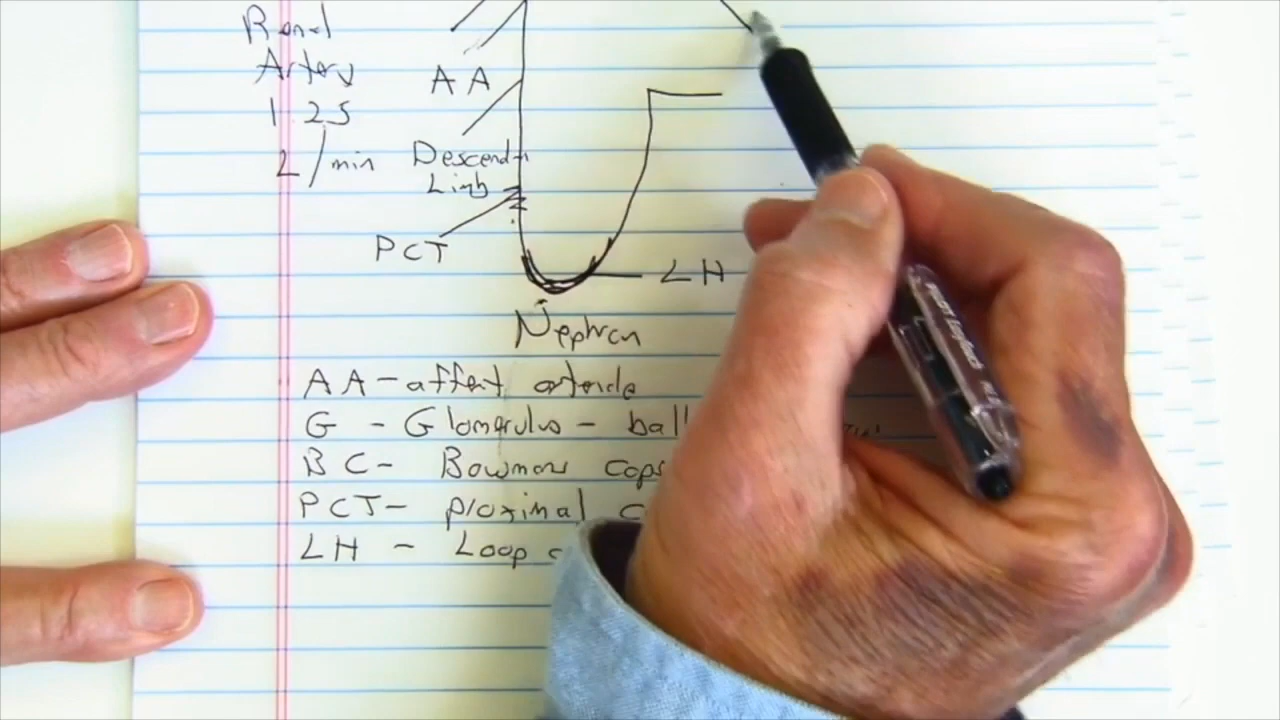 Renal
Artery
1.25
L/min
AA
Descend
Limb
PCT
LH
Nephron
AA - affent arteriole
G - Glomerulus - ball
BC - Bowmans caps
PCT - proximal c
LH - Loop o